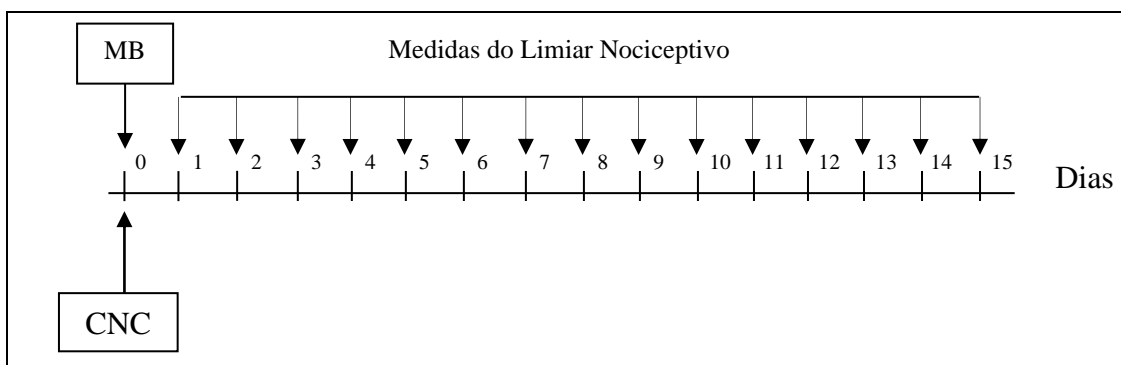 MB
Medidas do Limiar Nociceptivo
0 1 2 3 4 5 6 7 8 9 10 11 12 13 14 15
Dias
CNC